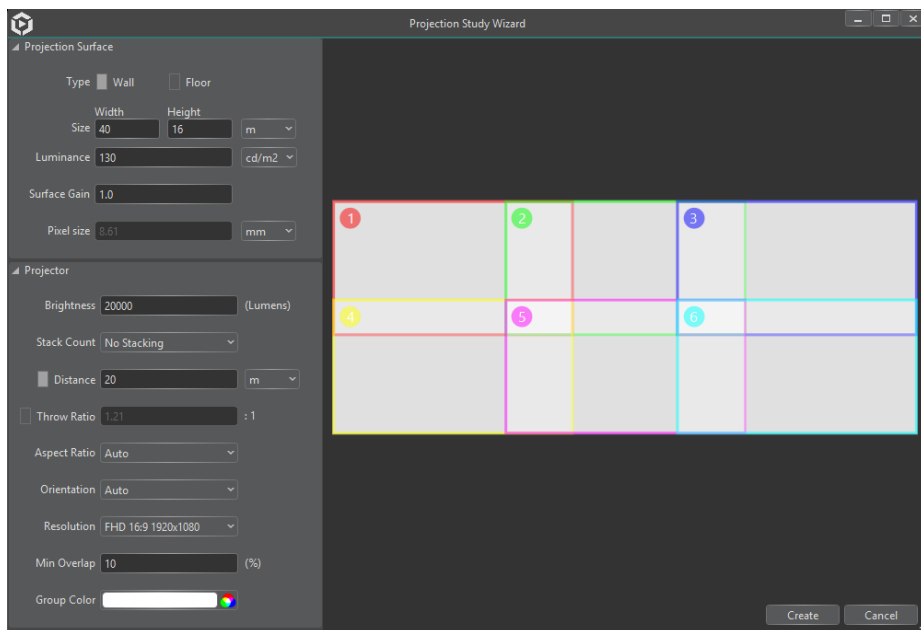 Projection Study Wizard
Projection Surface
Type Wall Floor
Width Height
Size 40 16 m
Luminance 130 cd/m2
Surface Gain 1.0
Pixel size 8.61 mm
Projector
Brightness 20000 (Lumens)
Stack Count No Stacking
Distance 20 m
Throw Ratio 1.21 : 1
Aspect Ratio Auto
Orientation Auto
Resolution FHD 16:9 1920x1080
Min Overlap 10 (%)
Group Color
1 2 3
4 5 6
Create Cancel